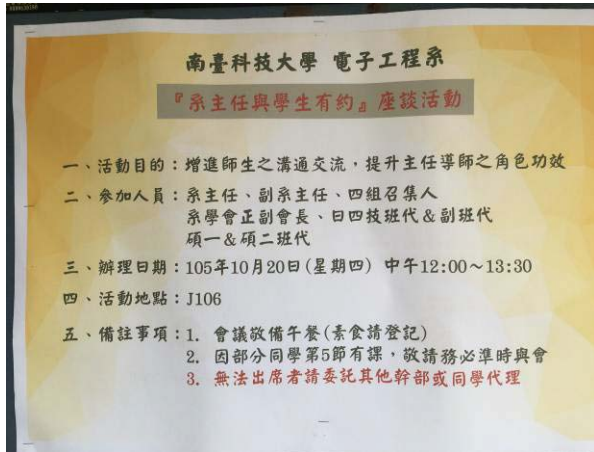 南臺科技大學 電子工程系
『系主任與學生有約』座談活動
一、活動目的：增進師生之溝通交流，提升主任導師之角色功效
二、參加人員：系主任、副系主任、四組召集人
系學會正副會長、日四技班代＆副班代
碩一＆碩二班代
三、辦理日期：105年10月20日(星期四) 中午12:00～13:30
四、活動地點：J106
五、備註事項：1. 會議敬備午餐(素食請登記)
2. 因部分同學第5節有課，敬請務必準時與會
3. 無法出席者請委託其他幹部或同學代理